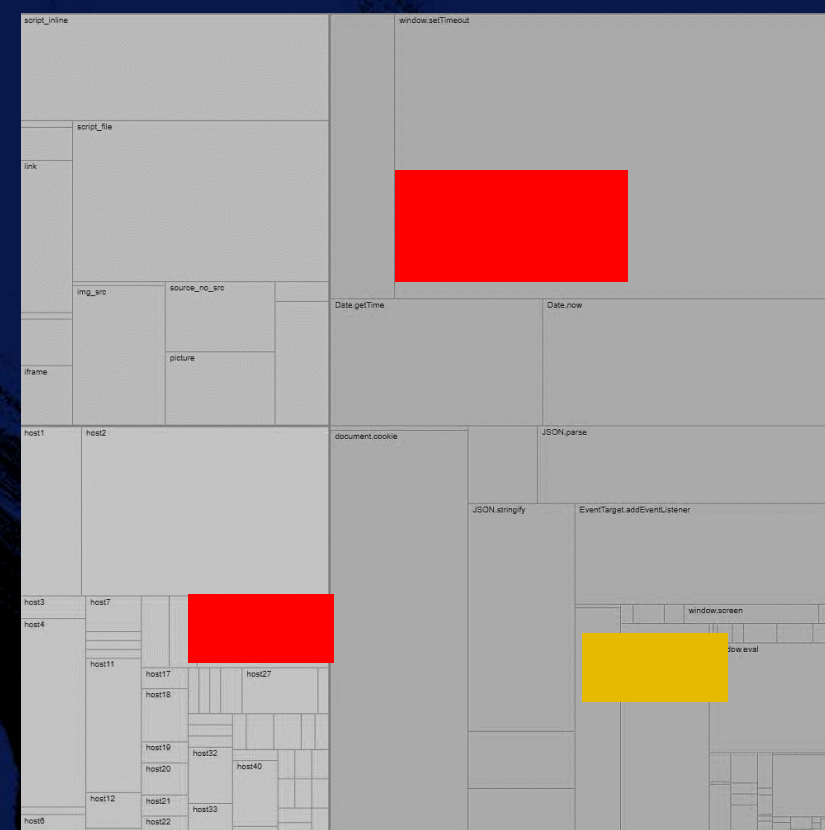 script_inline
window.setTimeout
script_file
link
img_src
source_no_src
Date.getTime
Date.now
picture
iframe
host1
host2
document.cookie
JSON.parse
JSON.stringify
EventTarget.addEventListener
host3
host7
window.screen
host4
dow.eval
host11
host17
host27
host18
host19
host32
host20
host40
host12
host21
host33
host6
host22